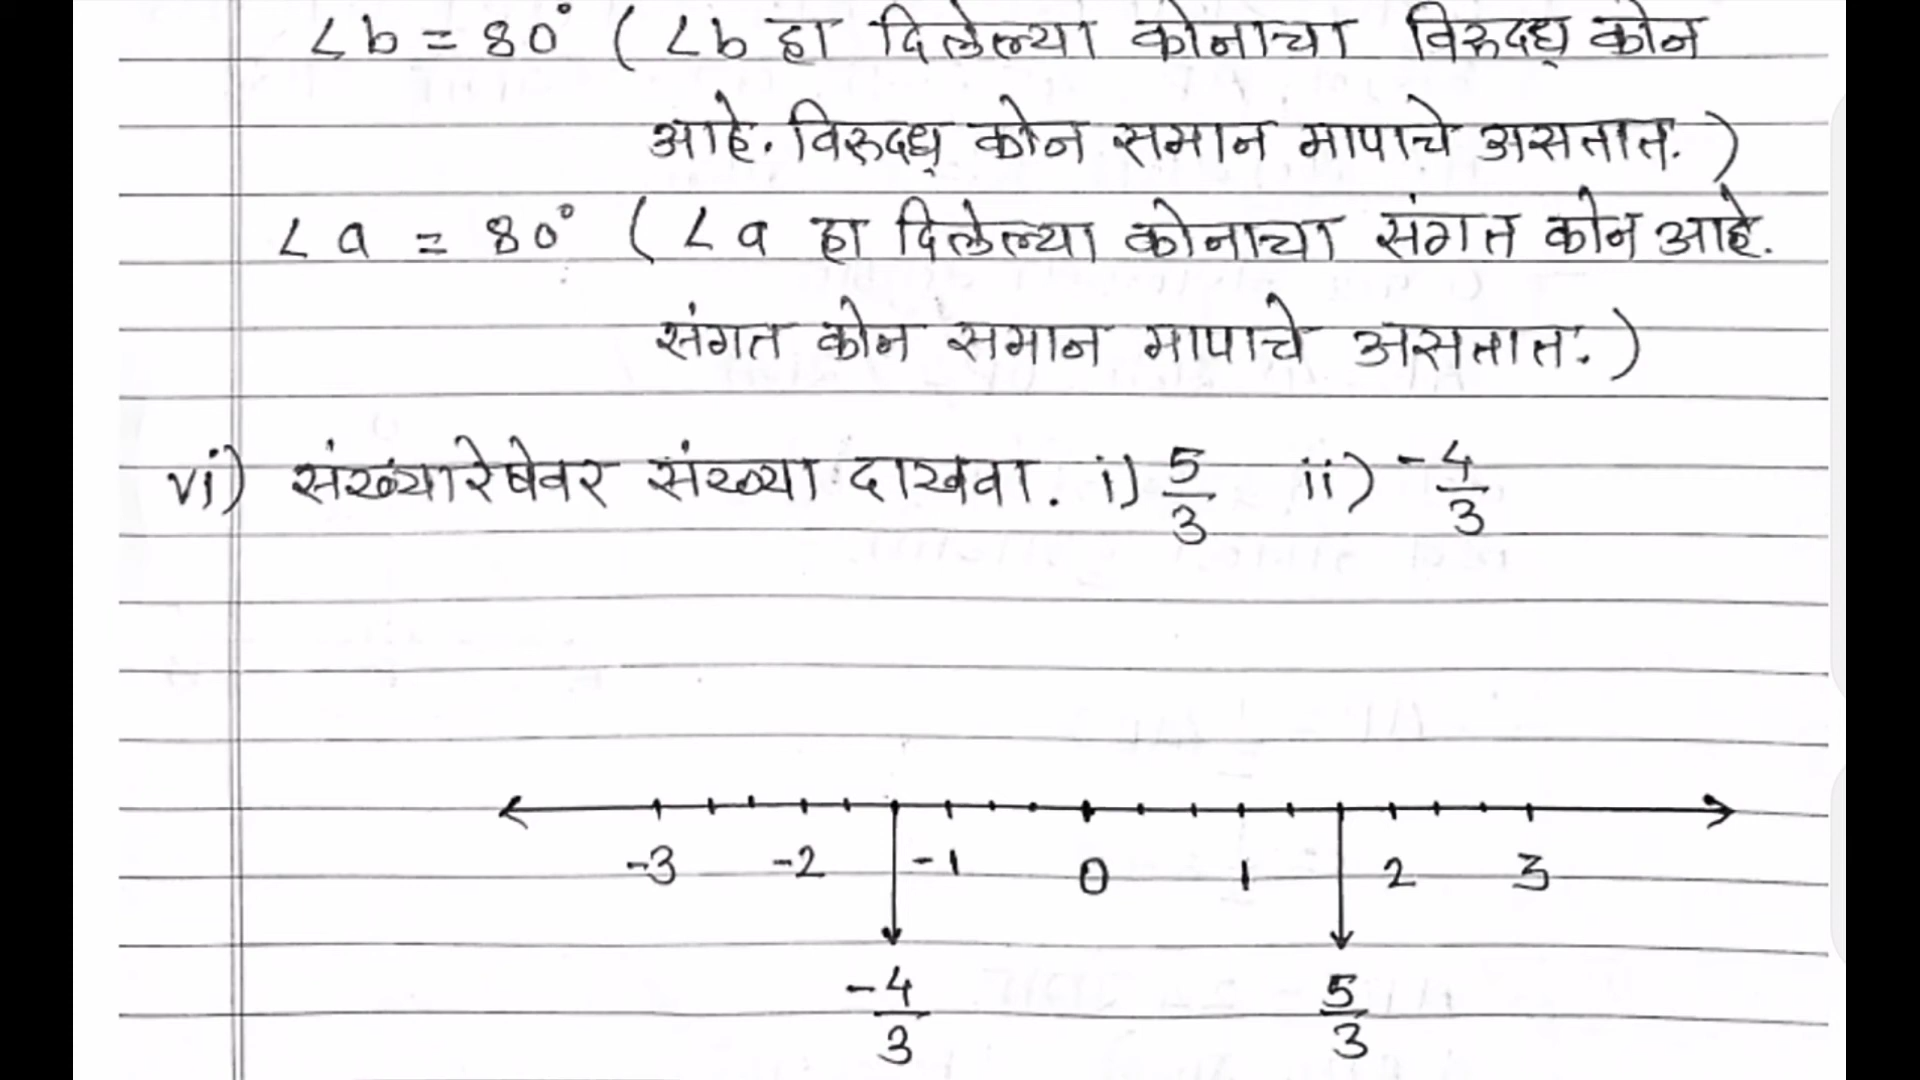 ∠b = 80° ( ∠b हा दिलेल्या कोनाचा विरुद्ध कोन
आहे. विरुद्ध कोन समान मापाचे असतात. )
∠a = 80° ( ∠a हा दिलेल्या कोनाचा संगत कोन आहे.
संगत कोन समान मापाचे असतात. )
vi) संख्यारेषेवर संख्या दाखवा. i) 5/3 ii) -4/3
-3 -2 -1 0 1 2 3
-4/3 5/3